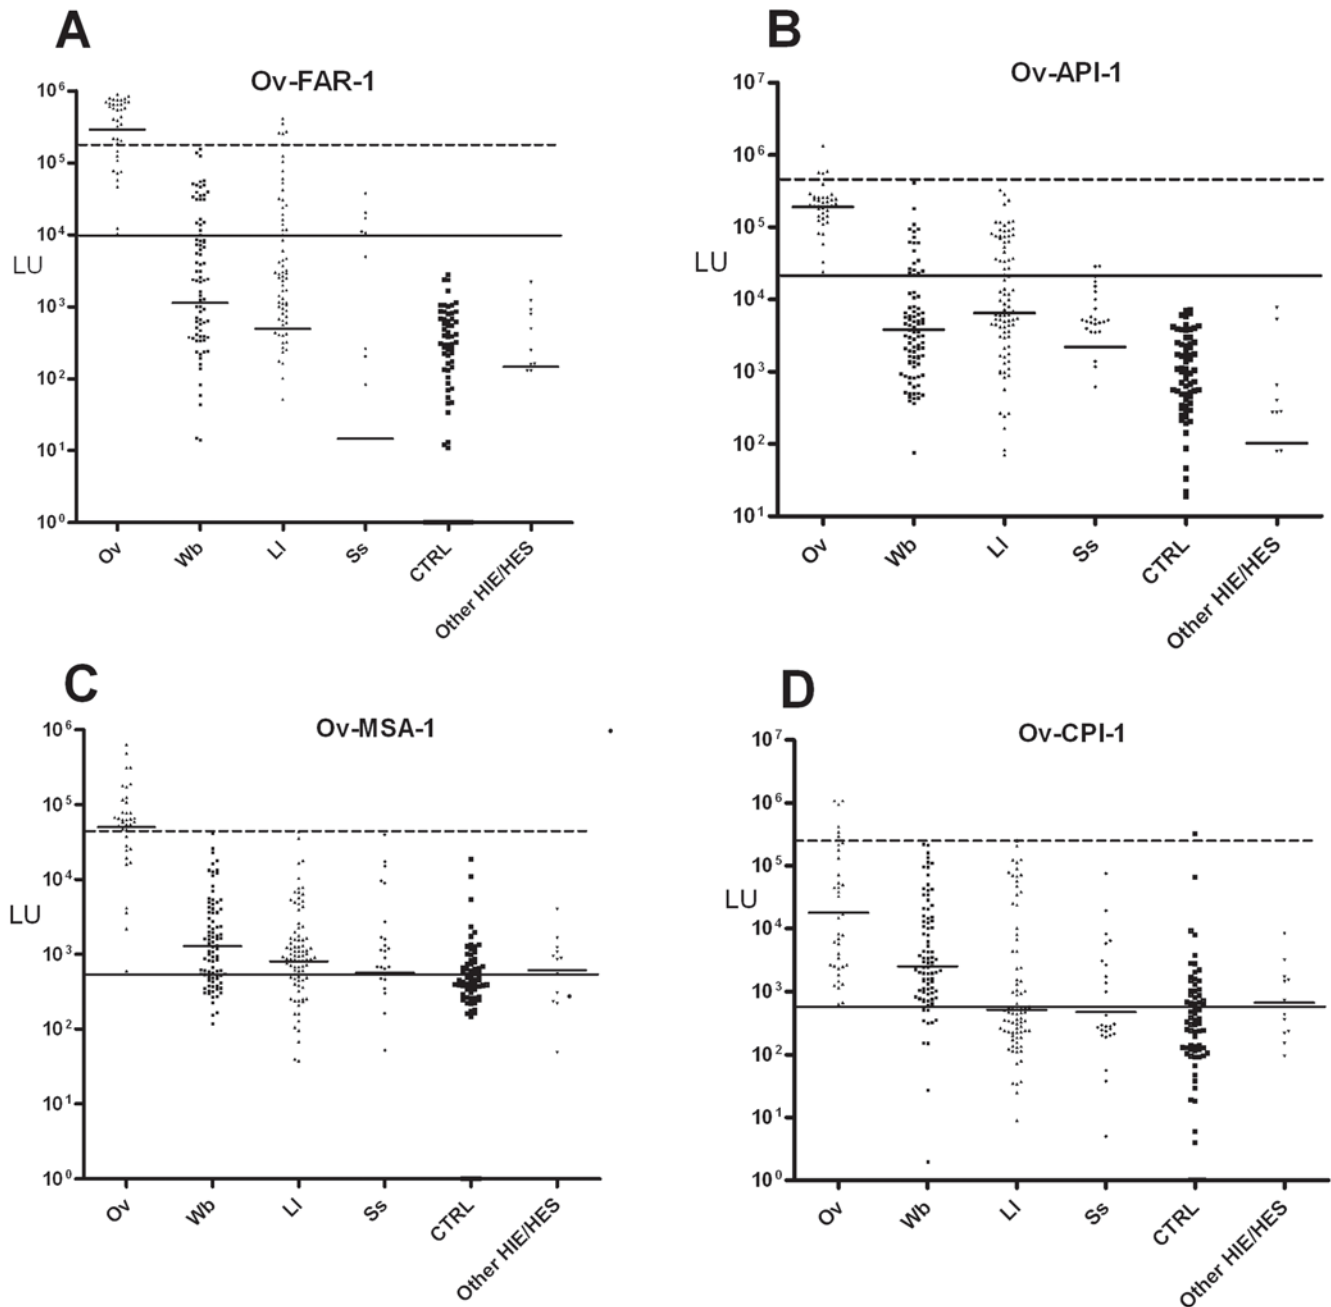 A
Ov-FAR-1
10⁶
10⁵
10⁴
LU
10³
10²
10¹
10⁰
Ov
Wb
Ll
Ss
CTRL
Other HIE/HES
B
Ov-API-1
10⁷
10⁶
10⁵
LU
10⁴
10³
10²
10¹
Ov
Wb
Ll
Ss
CTRL
Other HIE/HES
C
Ov-MSA-1
10⁶
10⁵
10⁴
LU
10³
10²
10¹
10⁰
Ov
Wb
Ll
Ss
CTRL
Other HIE/HES
D
Ov-CPI-1
10⁷
10⁶
10⁵
LU
10⁴
10³
10²
10¹
10⁰
Ov
Wb
Ll
Ss
CTRL
Other HIE/HES